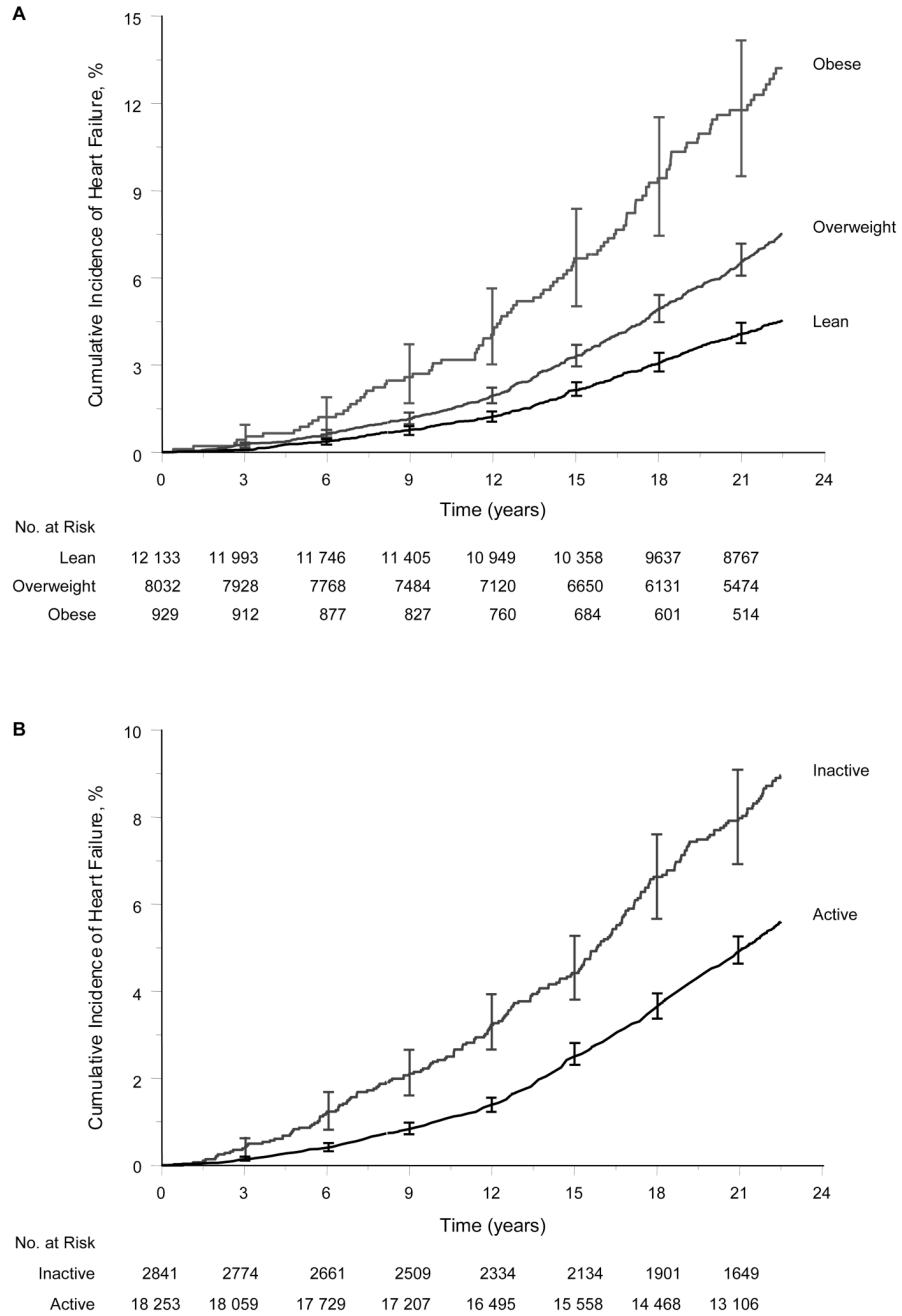 A
Cumulative Incidence of Heart Failure, %
15
12
9
6
3
0
Obese
Overweight
Lean
0 3 6 9 12 15 18 21 24
Time (years)
No. at Risk
Lean 12 133 11 993 11 746 11 405 10 949 10 358 9637 8767
Overweight 8032 7928 7768 7484 7120 6650 6131 5474
Obese 929 912 877 827 760 684 601 514
B
Cumulative Incidence of Heart Failure, %
10
8
6
4
2
0
Inactive
Active
0 3 6 9 12 15 18 21 24
Time (years)
No. at Risk
Inactive 2841 2774 2661 2509 2334 2134 1901 1649
Active 18 253 18 059 17 729 17 207 16 495 15 558 14 468 13 106